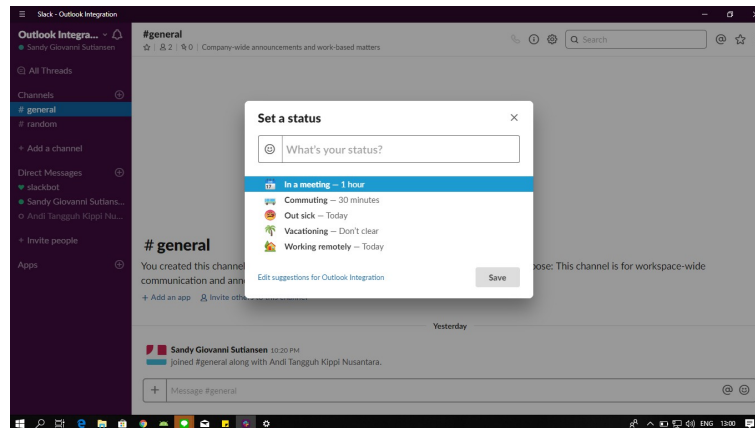 Slack - Outlook Integration
Outlook Integra...
Sandy Giovanni Sutiansen
All Threads
Channels
# general
# random
+ Add a channel
Direct Messages
slackbot
Sandy Giovanni Sutians...
Andi Tangguh Kippi Nu...
+ Invite people
Apps
#general
2 | 0 | Company-wide announcements and work-based matters
Search
Set a status
What's your status?
In a meeting — 1 hour
Commuting — 30 minutes
Out sick — Today
Vacationing — Don't clear
Working remotely — Today
Edit suggestions for Outlook Integration
Save
# general
You created this channel
pose: This channel is for workspace-wide
communication and ann
+ Add an app
Invite othe
Yesterday
Sandy Giovanni Sutiansen 10:20 PM
joined #general along with Andi Tangguh Kippi Nusantara.
Message #general
ENG 13:00